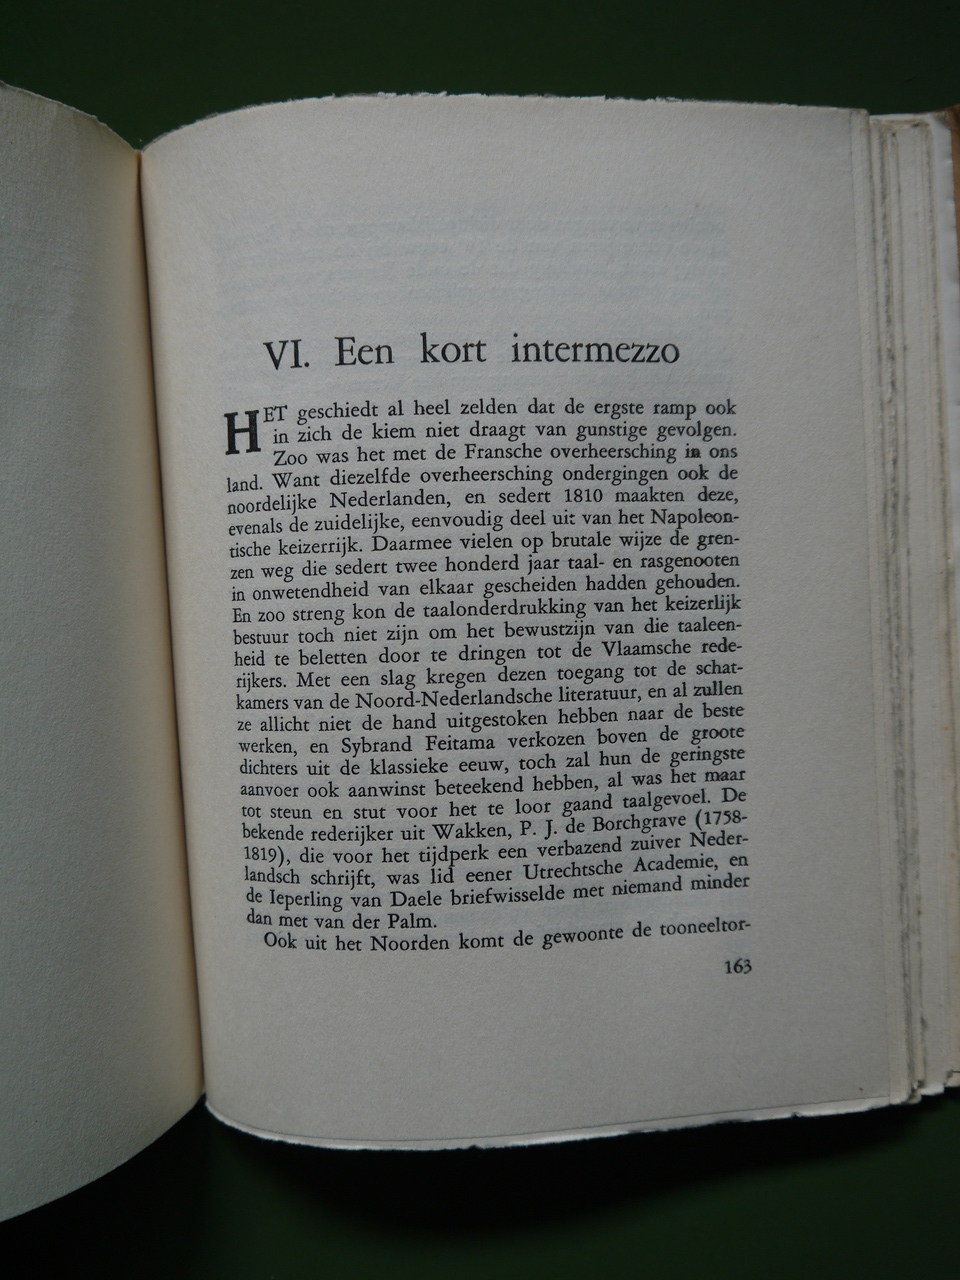 VI. Een kort intermezzo
HET geschiedt al heel zelden dat de ergste ramp ook
in zich de kiem niet draagt van gunstige gevolgen.
Zoo was het met de Fransche overheersching in ons
land. Want diezelfde overheersching ondergingen ook de
noordelijke Nederlanden, en sedert 1810 maakten deze,
evenals de zuidelijke, eenvoudig deel uit van het Napoleon-
tische keizerrijk. Daarmee vielen op brutale wijze de gren-
zen weg die sedert twee honderd jaar taal- en rasgenooten
in onwetendheid van elkaar gescheiden hadden gehouden.
En zoo streng kon de taalonderdrukking van het keizerlijk
bestuur toch niet zijn om het bewustzijn van die taaleen-
heid te beletten door te dringen tot de Vlaamsche rede-
rijkers. Met een slag kregen dezen toegang tot de schat-
kamers van de Noord-Nederlandsche literatuur, en al zullen
ze allicht niet de hand uitgestoken hebben naar de beste
werken, en Sybrand Feitama verkozen boven de groote
dichters uit de klassieke eeuw, toch zal hun de geringste
aanvoer ook aanwinst beteekend hebben, al was het maar
tot steun en stut voor het te loor gaand taalgevoel. De
bekende rederijker uit Wakken, P. J. de Borchgrave (1758-
1819), die voor het tijdperk een verbazend zuiver Neder-
landsch schrijft, was lid eener Utrechtsche Academie, en
de Ieperling van Daele briefwisselde met niemand minder
dan met van der Palm.
Ook uit het Noorden komt de gewoonte de tooneeltor-
163